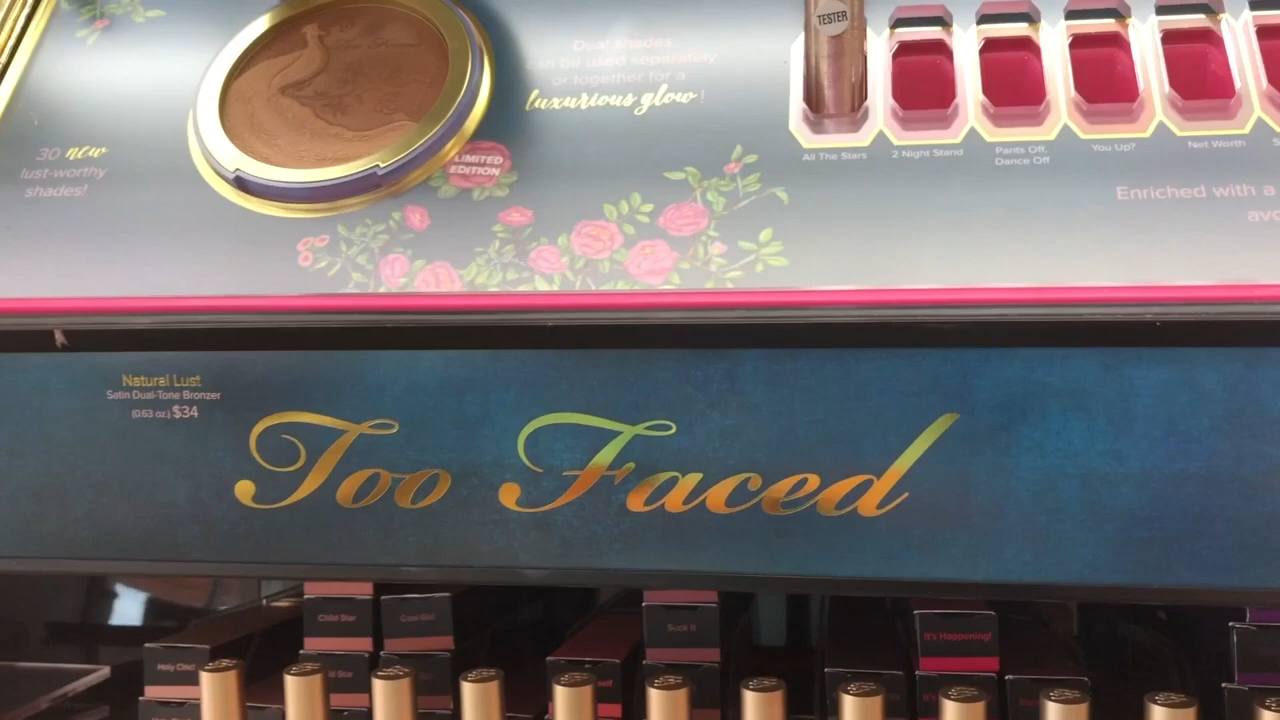 TESTER
Dual shades
can be used separately
or together for a
luxurious glow!
30 new
lust-worthy
shades!
LIMITED
EDITION
All The Stars
2 Night Stand
Pants Off,
Dance Off
You Up?
Net Worth
Enriched with a
Natural Lust
Satin Dual-Tone Bronzer
(0.63 oz.) $34
Too Faced
Child Star
Cool Girl
Suck It
It's Happening!
Holy Chic!